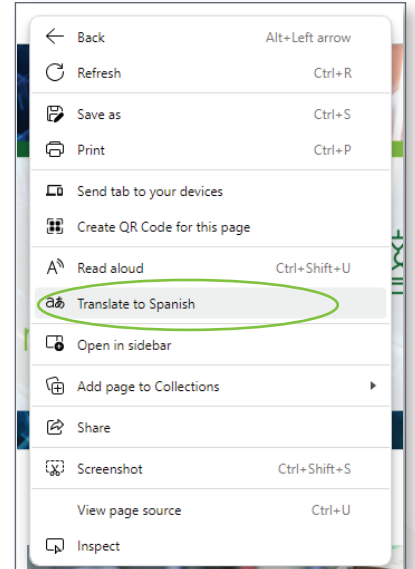 Back Alt+Left arrow
Refresh Ctrl+R
Save as Ctrl+S
Print Ctrl+P
Send tab to your devices
Create QR Code for this page
Read aloud Ctrl+Shift+U
Translate to Spanish
Open in sidebar
Add page to Collections
Share
Screenshot Ctrl+Shift+S
View page source Ctrl+U
Inspect